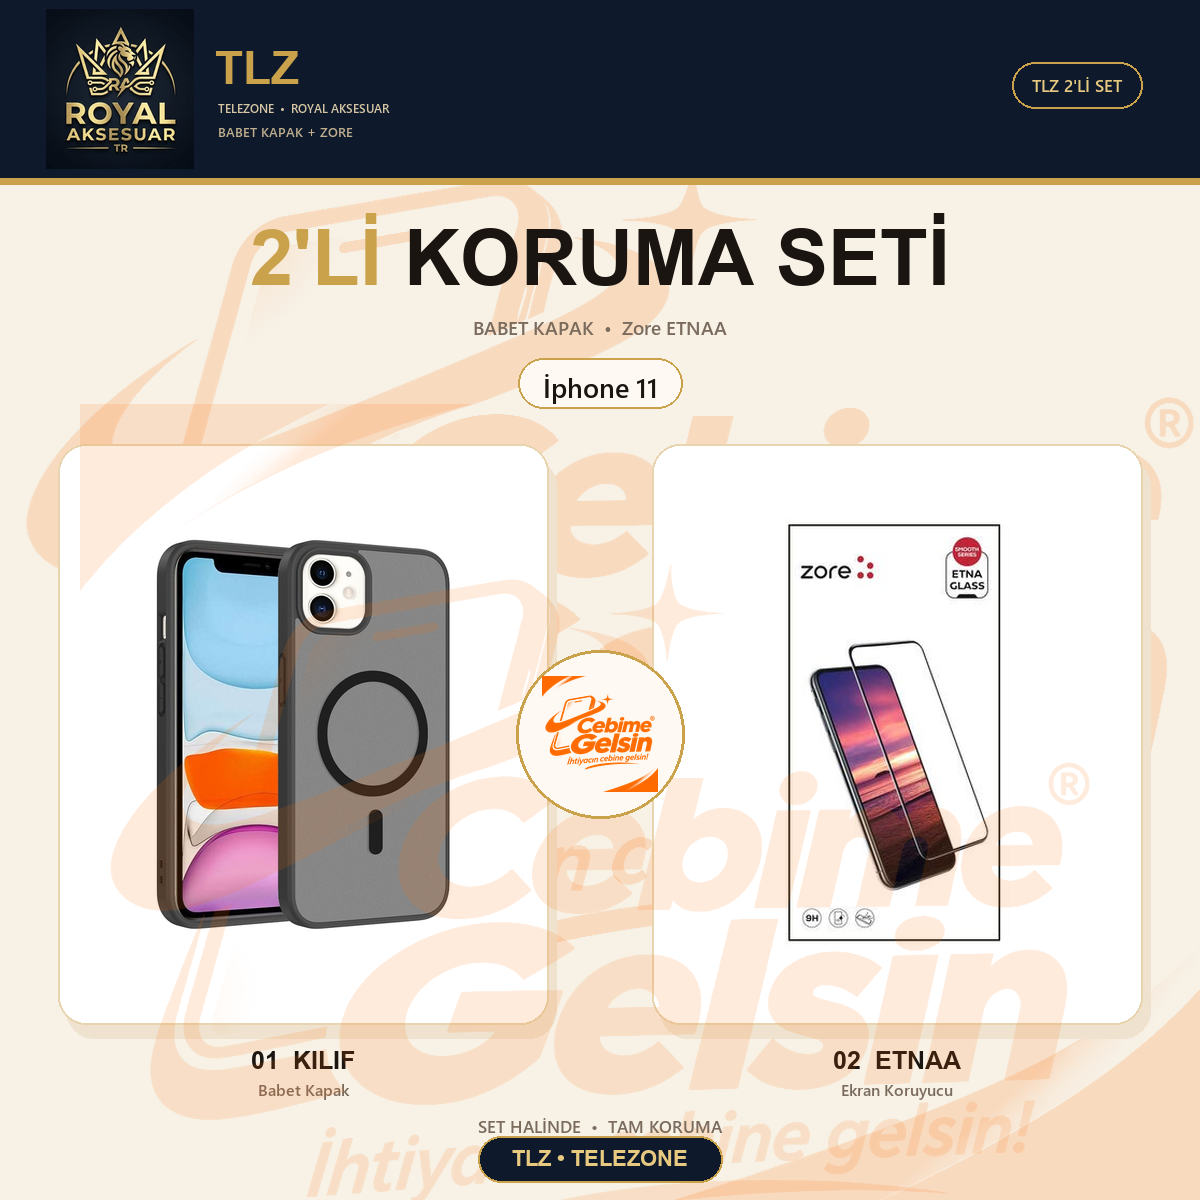 ROYAL
AKSESUAR
TR
TLZ
TELEZONE • ROYAL AKSESUAR
BABET KAPAK + ZORE
TLZ 2'Lİ SET
2'Lİ KORUMA SETİ
BABET KAPAK • Zore ETNAA
İphone 11
zore
SMOOTH
SERIES
ETNA
GLASS
9H
Cebime®
Gelsin
İhtiyacın cebine gelsin!
Cebime®
Gelsin
01 KILIF
Babet Kapak
02 ETNAA
Ekran Koruyucu
SET HALİNDE • TAM KORUMA
TLZ • TELEZONE